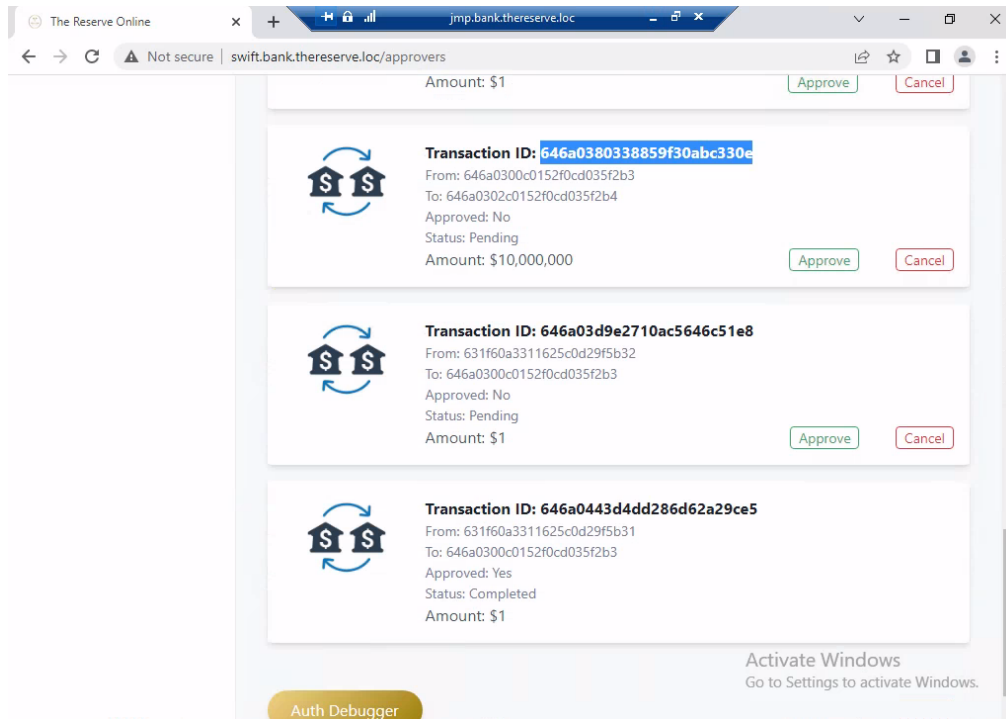 The Reserve Online
jmp.bank.thereserve.loc
Not secure
swift.bank.thereserve.loc/approvers
Amount: $1
Approve
Cancel
Transaction ID: 646a0380338859f30abc330e
From: 646a0300c0152f0cd035f2b3
To: 646a0302c0152f0cd035f2b4
Approved: No
Status: Pending
Amount: $10,000,000
Approve
Cancel
Transaction ID: 646a03d9e2710ac5646c51e8
From: 631f60a3311625c0d29f5b32
To: 646a0300c0152f0cd035f2b3
Approved: No
Status: Pending
Amount: $1
Approve
Cancel
Transaction ID: 646a0443d4dd286d62a29ce5
From: 631f60a3311625c0d29f5b31
To: 646a0300c0152f0cd035f2b3
Approved: Yes
Status: Completed
Amount: $1
Activate Windows
Go to Settings to activate Windows.
Auth Debugger